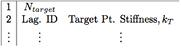 1 N_target
2 Lag. ID Target Pt. Stiffness, k_T
⋮ ⋮ ⋮